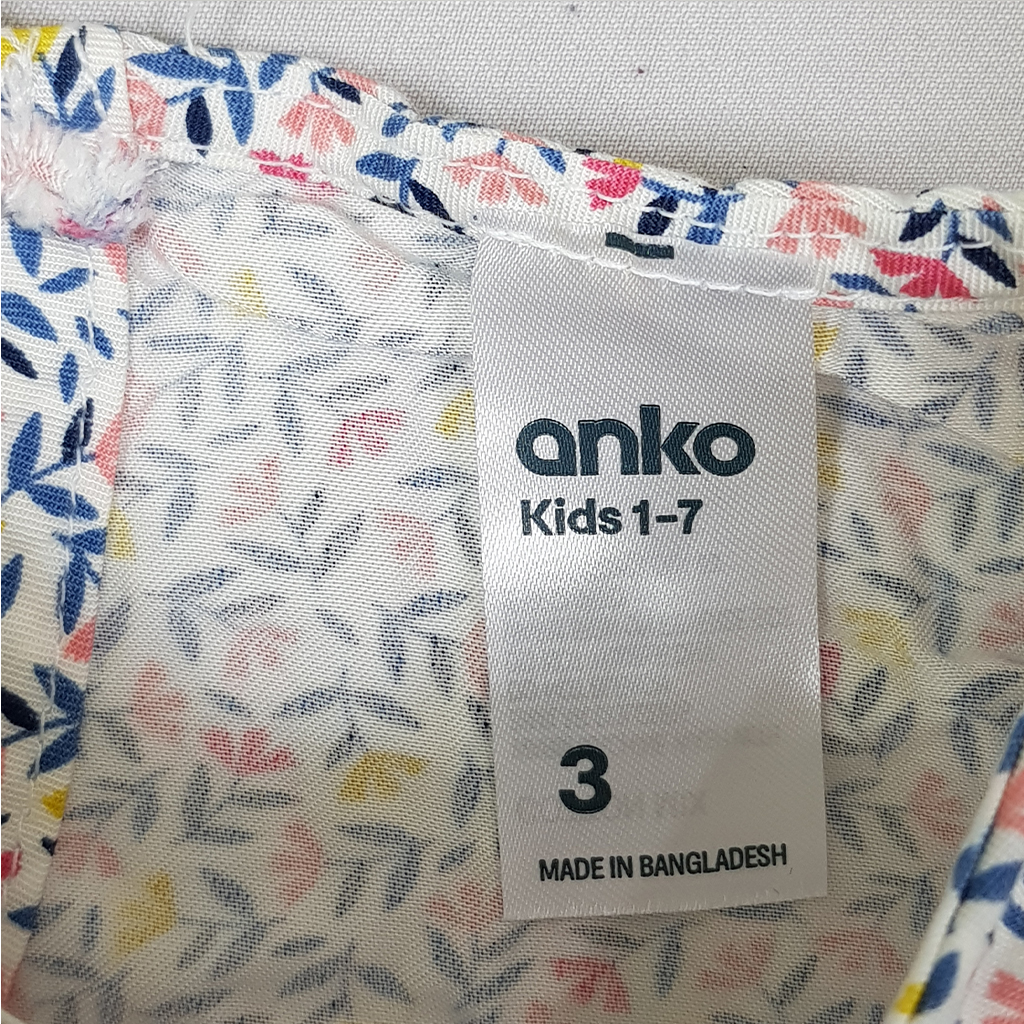 anko
Kids 1-7
3
MADE IN BANGLADESH